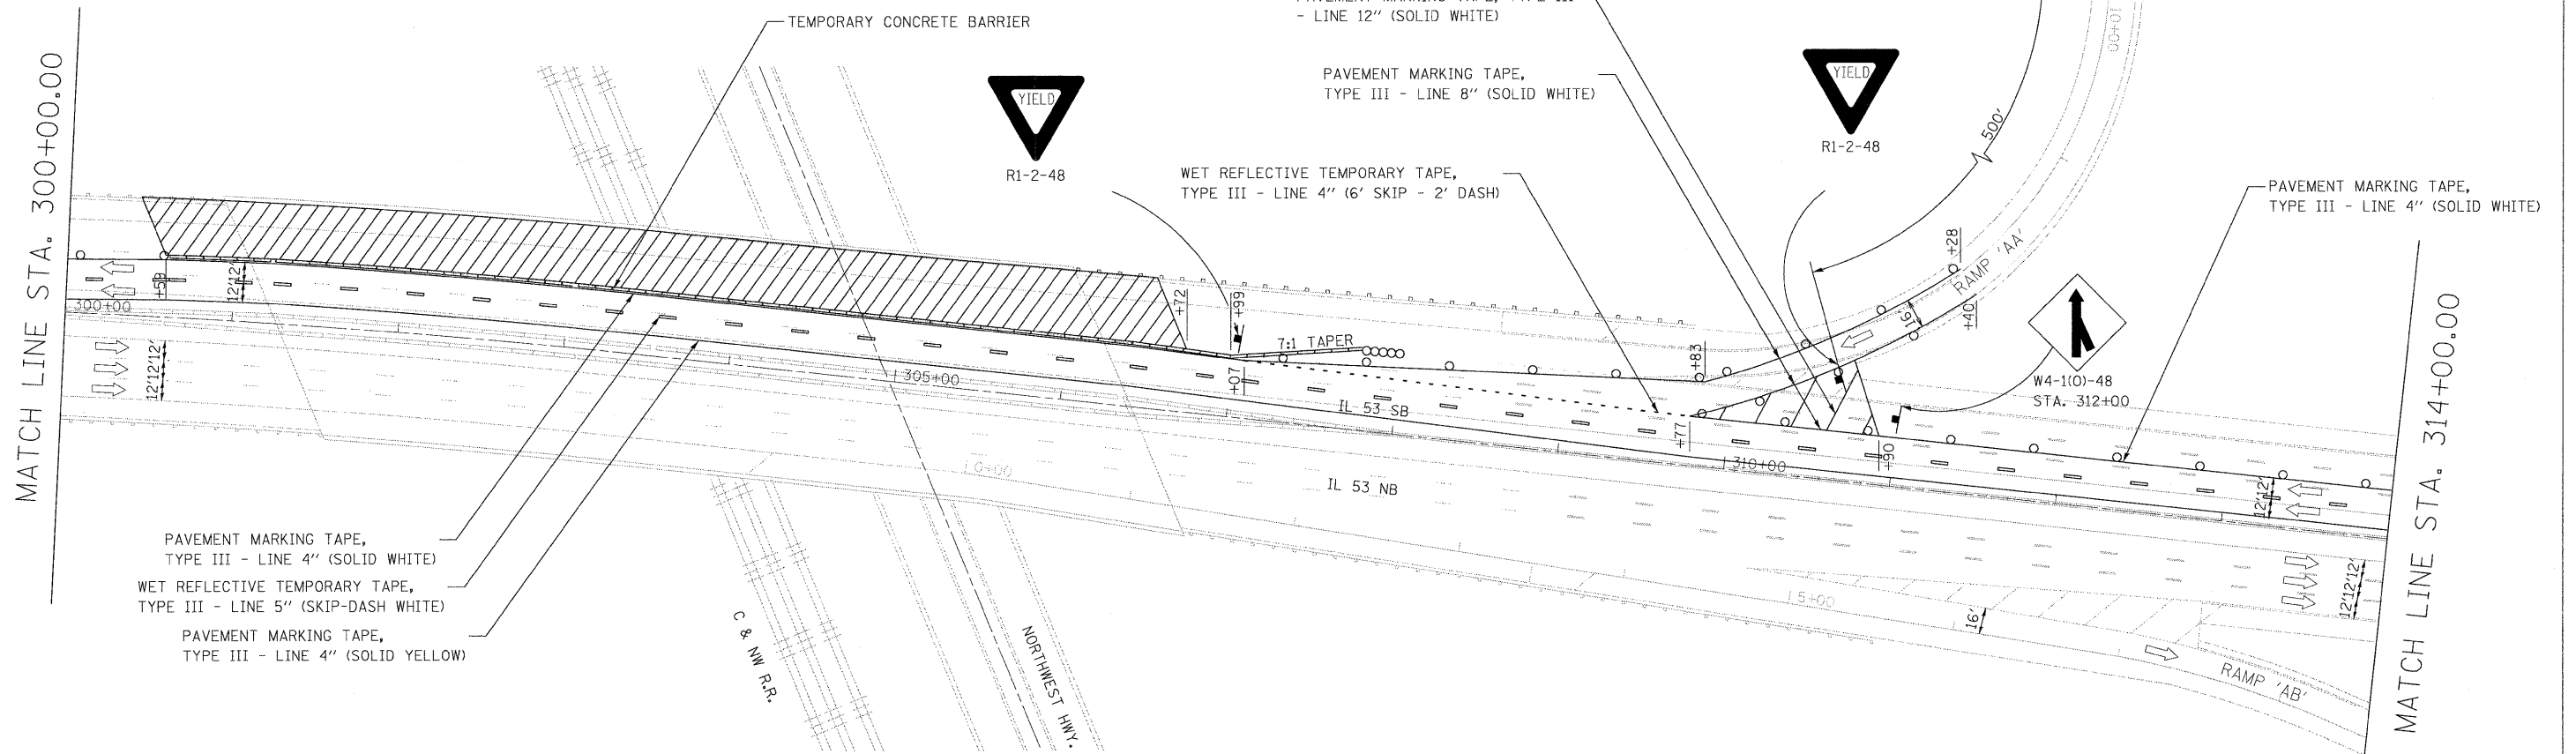 MATCH LINE STA. 300+00.00
TEMPORARY CONCRETE BARRIER
- LINE 12" (SOLID WHITE)
YIELD
R1-2-48
PAVEMENT MARKING TAPE,
TYPE III - LINE 8" (SOLID WHITE)
WET REFLECTIVE TEMPORARY TAPE,
TYPE III - LINE 4" (6' SKIP - 2' DASH)
YIELD
R1-2-48
500'
10+00
PAVEMENT MARKING TAPE,
TYPE III - LINE 4" (SOLID WHITE)
+28
RAMP 'AA'
16'
+40
W4-1(O)-48
STA. 312+00
300+00
+59
12'12'
12'12'12'
+72
+99
7:1 TAPER
+07
305+00
IL 53 SB
+83
+77
310+00
+90
12'12'
10+00
IL 53 NB
15+00
16'
12'12'12'
RAMP 'AB'
PAVEMENT MARKING TAPE,
TYPE III - LINE 4" (SOLID WHITE)
WET REFLECTIVE TEMPORARY TAPE,
TYPE III - LINE 5" (SKIP-DASH WHITE)
PAVEMENT MARKING TAPE,
TYPE III - LINE 4" (SOLID YELLOW)
C & NW R.R.
NORTHWEST HWY.
MATCH LINE STA. 314+00.00